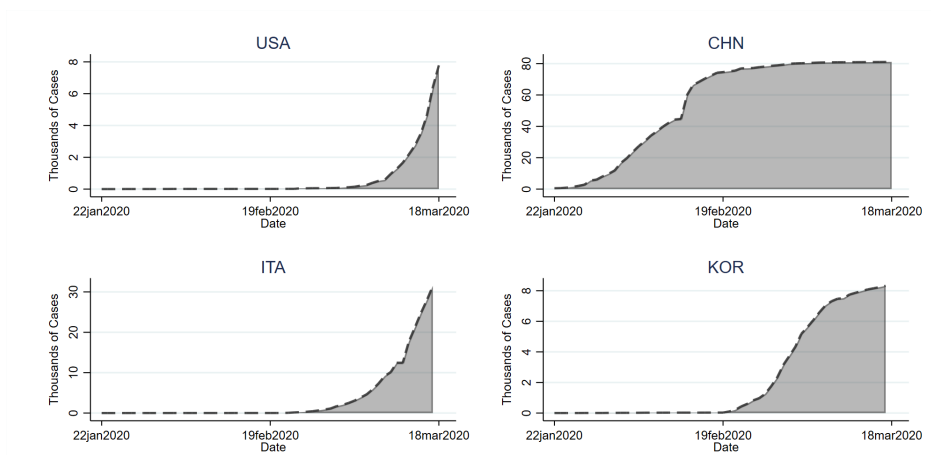 USA
Thousands of Cases
8
6
4
2
0
22jan2020 19feb2020 18mar2020
Date
CHN
Thousands of Cases
80
60
40
20
0
22jan2020 19feb2020 18mar2020
Date
ITA
Thousands of Cases
30
20
10
0
22jan2020 19feb2020 18mar2020
Date
KOR
Thousands of Cases
8
6
4
2
0
22jan2020 19feb2020 18mar2020
Date